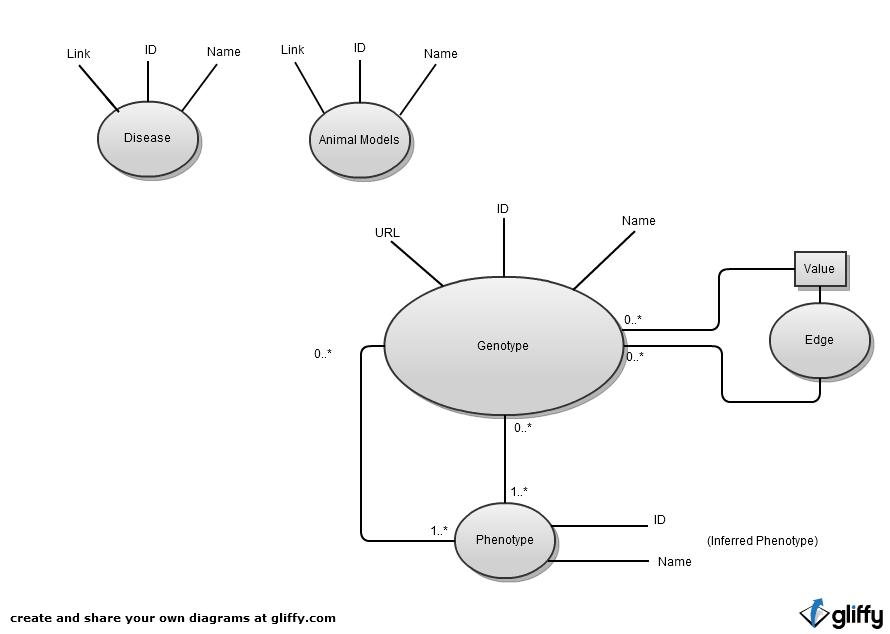 Link
ID
Name
Link
ID
Name
Disease
Animal Models
ID
URL
Name
Value
0..*
Genotype
Edge
0..*
0..*
0..*
1..*
1..*
ID
Phenotype
(Inferred Phenotype)
Name
create and share your own diagrams at gliffy.com
gliffy